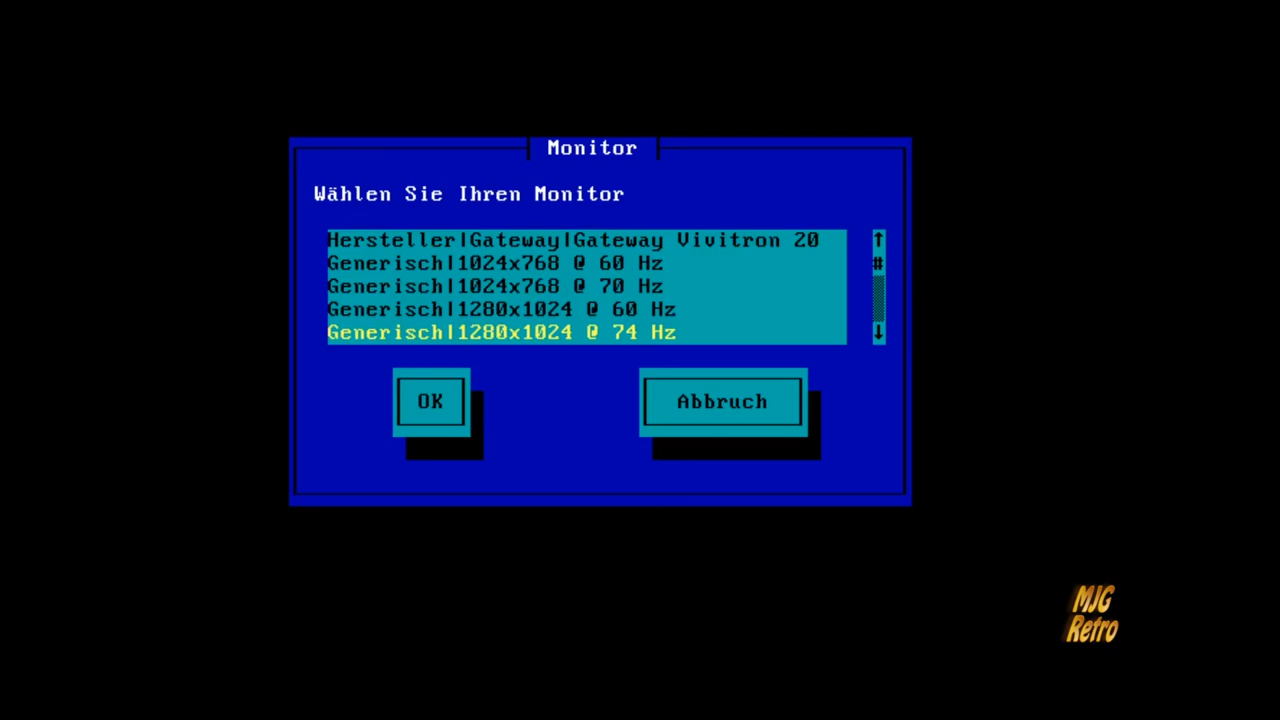 Monitor
Wählen Sie Ihren Monitor
Hersteller|Gateway|Gateway Vivitron 20
Generisch|1024x768 @ 60 Hz
Generisch|1024x768 @ 70 Hz
Generisch|1280x1024 @ 60 Hz
Generisch|1280x1024 @ 74 Hz
↑
#
↓
OK Abbruch
MJG
Retro